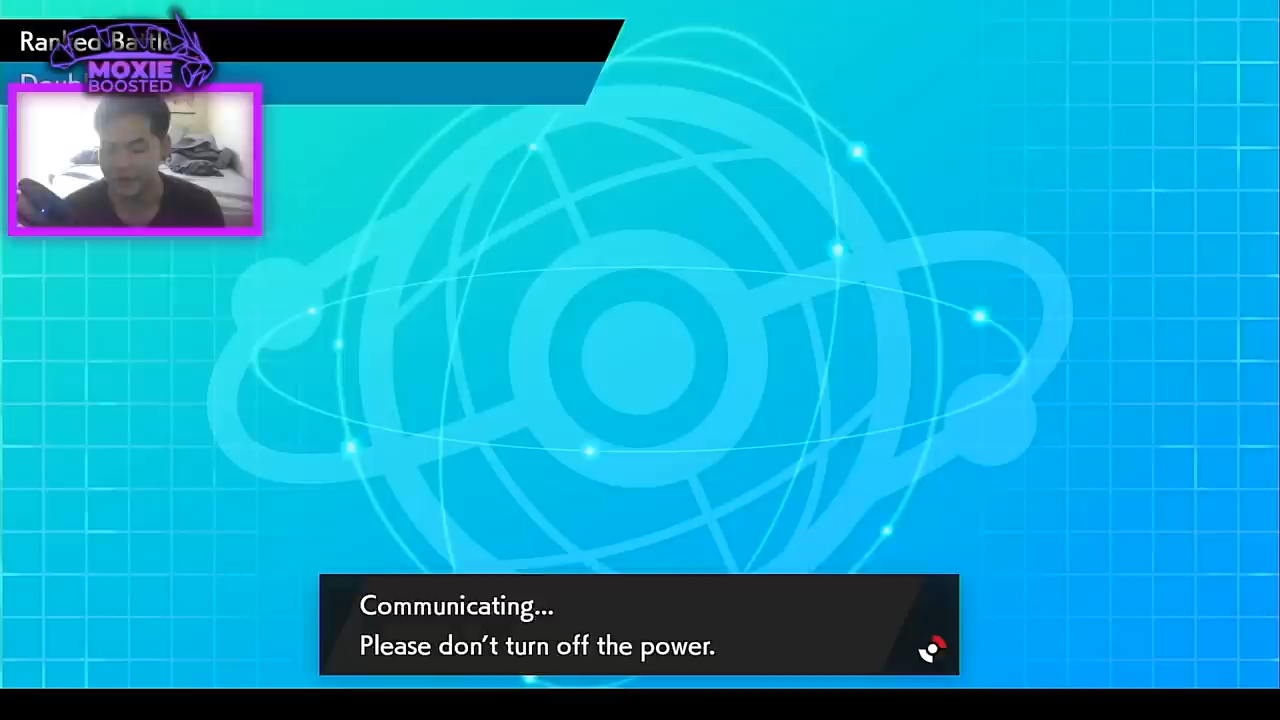 Ranked Battle
MOXIE
BOOSTED
Communicating...
Please don't turn off the power.